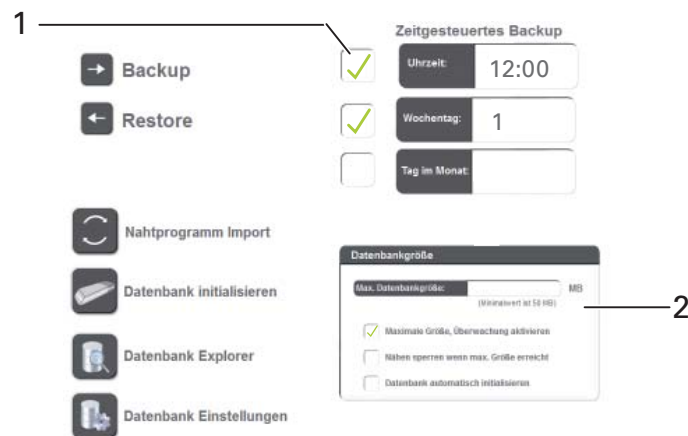 1
Zeitgesteuertes Backup
Backup
Uhrzeit: 12:00
Restore
Wochentag: 1
Tag im Monat:
Nahtprogramm Import
Datenbankgröße
Max. Datenbankgröße: MB
(Minimalwert ist 50 MB)
2
Datenbank initialisieren
Maximale Größe, Überwachung aktivieren
Datenbank Explorer
Nähen sperren wenn max. Größe erreicht
Datenbank automatisch initialisieren
Datenbank Einstellungen